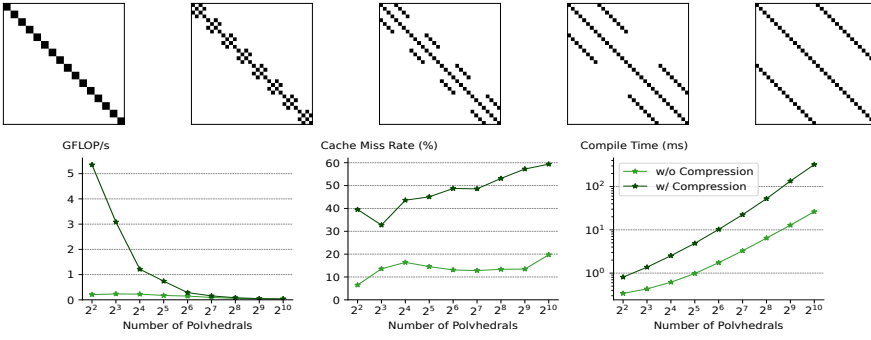 GFLOP/s
5
4
3
2
1
0
2² 2³ 2⁴ 2⁵ 2⁶ 2⁷ 2⁸ 2⁹ 2¹⁰
Number of Polyhedrals
Cache Miss Rate (%)
60
50
40
30
20
10
0
2² 2³ 2⁴ 2⁵ 2⁶ 2⁷ 2⁸ 2⁹ 2¹⁰
Number of Polyhedrals
Compile Time (ms)
w/o Compression
w/ Compression
10²
10¹
10⁰
2² 2³ 2⁴ 2⁵ 2⁶ 2⁷ 2⁸ 2⁹ 2¹⁰
Number of Polyhedrals